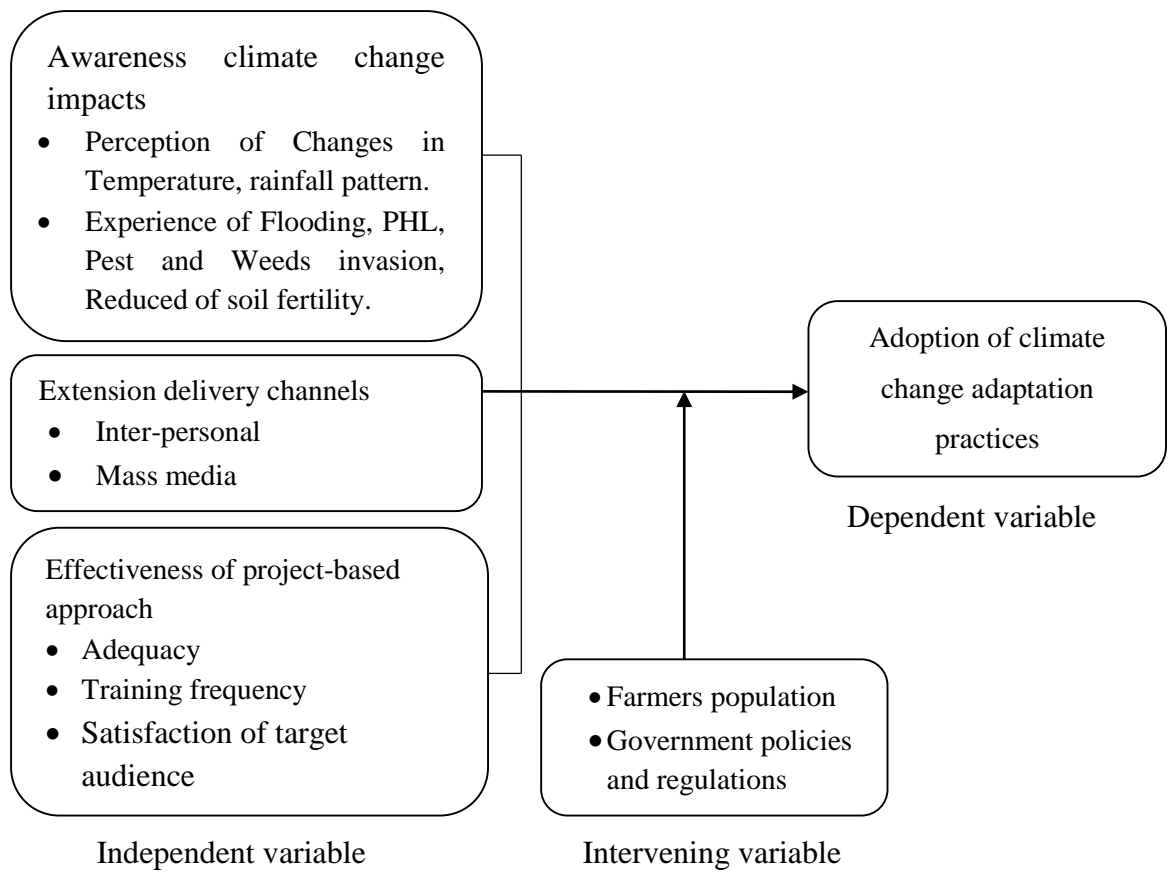 Awareness climate change
impacts
• Perception of Changes in
Temperature, rainfall pattern.
• Experience of Flooding, PHL,
Pest and Weeds invasion,
Reduced of soil fertility.
Extension delivery channels
• Inter-personal
• Mass media
Effectiveness of project-based
approach
• Adequacy
• Training frequency
• Satisfaction of target
audience
Independent variable
Adoption of climate
change adaptation
practices
Dependent variable
• Farmers population
• Government policies
and regulations
Intervening variable